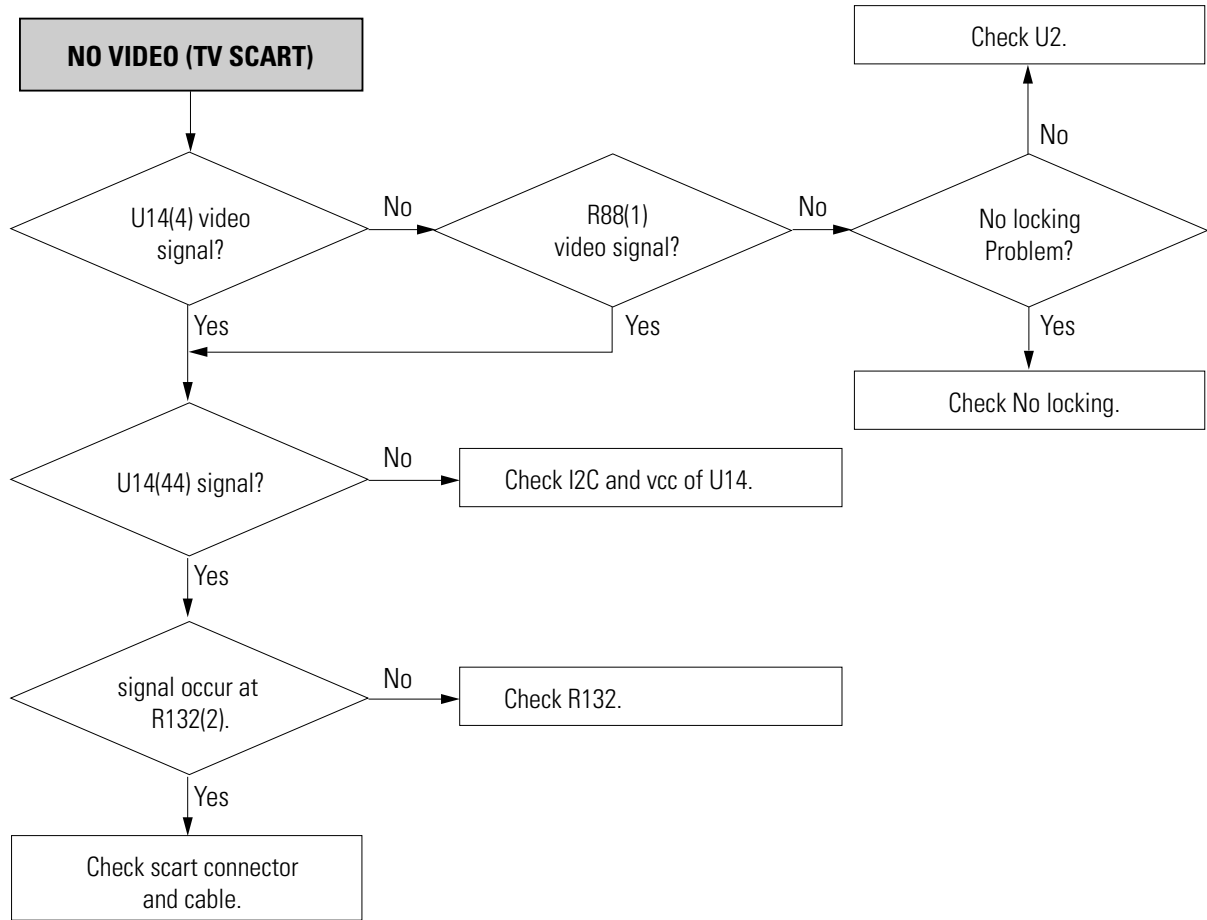 NO VIDEO (TV SCART)
Check U2.
No
U14(4) video
signal?
No
R88(1)
video signal?
No
No locking
Problem?
Yes
Yes
Yes
Check No locking.
U14(44) signal?
No
Check I2C and vcc of U14.
Yes
signal occur at
R132(2).
No
Check R132.
Yes
Check scart connector
and cable.